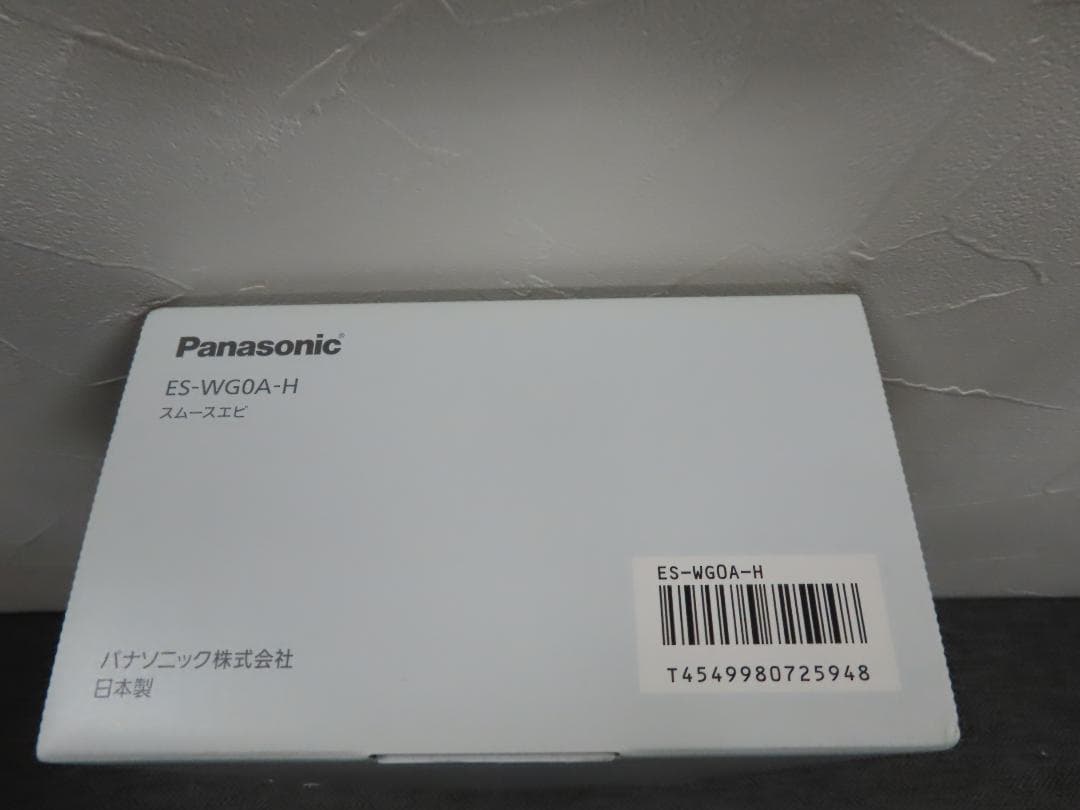 Panasonic®
ES-WG0A-H
スムースエピ
ES-WG0A-H
T4549980725948
パナソニック株式会社
日本製